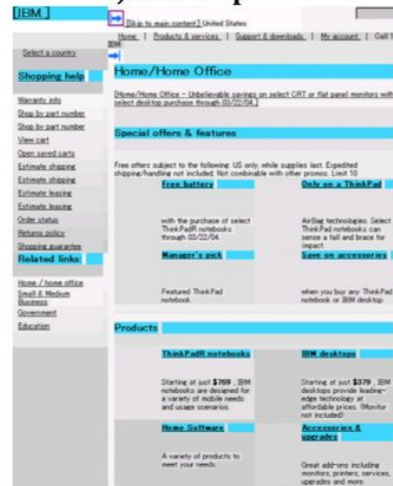 [IBM.]
[Skip to main content] United States
Home | Products & services | Support & downloads | My account | Call 1
IBM
Select a country
Shopping help
Warranty info
Shop by part number
Shop by part number
View cart
Open saved carts
Estimate shipping
Estimate shipping
Estimate leasing
Estimate leasing
Order status
Returns policy
Shopping guarantee
Related links:
Home / home office
Small & Medium
Business
Government
Education
Home/Home Office
[Home/Home Office - Unbelievable savings on select CRT or flat panel monitors with
select desktop purchase through 03/22/04.]
Special offers & features
Free offers subject to the following: US only, while supplies last. Expedited
shipping/handling not included. Not combinable with other promos. Limit 10
Free battery
with the purchase of select
ThinkPadR notebooks
through 03/22/04.
Only on a ThinkPad
AirBag technologies. Select
ThinkPad notebooks can
sense a fall and brace for
impact.
Manager's pick
Featured ThinkPad
notebook.
Save on accessories
when you buy any ThinkPad
notebook or IBM desktop
Products
ThinkPadR notebooks
Starting at just $769 , IBM
notebooks are designed for
a variety of mobile needs
and usage scenarios.
IBM desktops
Starting at just $379 , IBM
desktops provide leading-
edge technology at
affordable prices. (Monitor
not included)
Home Software
A variety of products to
meet your needs.
Accessories &
upgrades
Great add-ons including
monitors, printers, services,
upgrades and more.